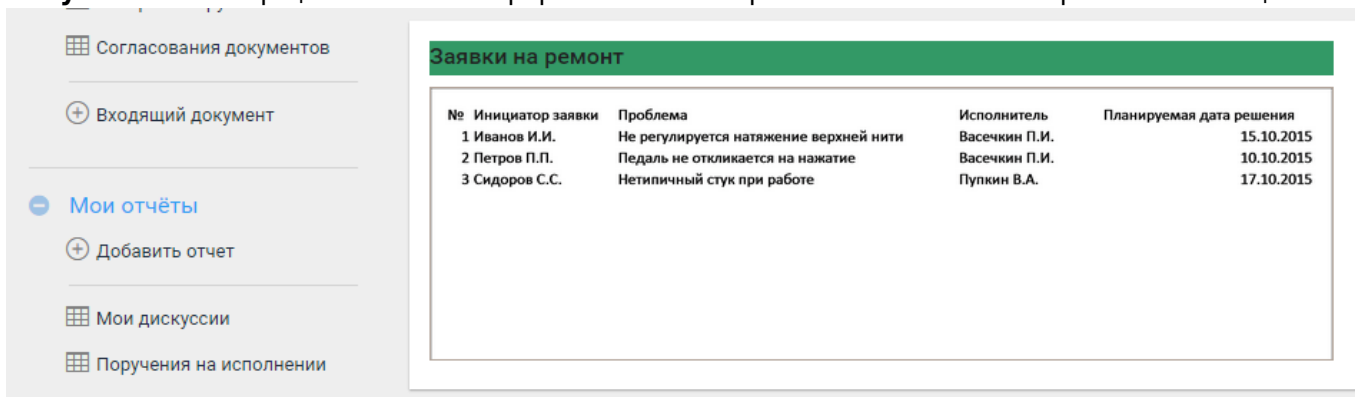 Согласования документов
Входящий документ
Мои отчёты
Добавить отчет
Мои дискуссии
Поручения на исполнении
Заявки на ремонт
№ Инициатор заявки Проблема Исполнитель Планируемая дата решения
1 Иванов И.И. Не регулируется натяжение верхней нити Васечкин П.И. 15.10.2015
2 Петров П.П. Педаль не откликается на нажатие Васечкин П.И. 10.10.2015
3 Сидоров С.С. Нетипичный стук при работе Пупкин В.А. 17.10.2015